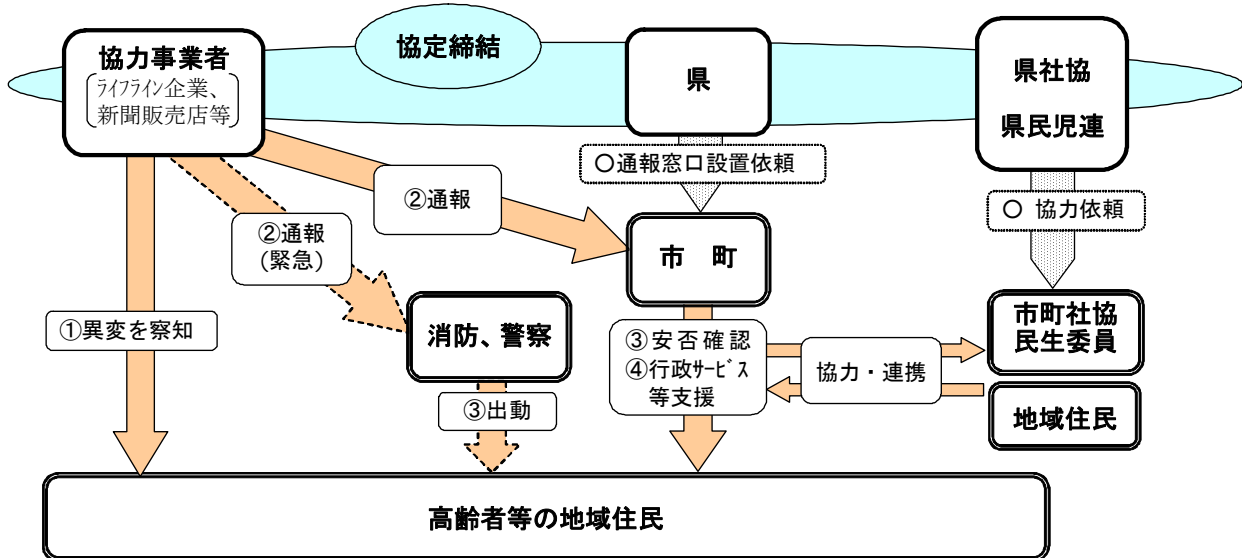 協定締結
協力事業者
ﾗｲﾌﾗｲﾝ企業、
新聞販売店等
県
県社協
県民児連
〇通報窓口設置依頼
②通報
〇 協力依頼
②通報
(緊急)
市 町
①異変を察知
消防、警察
市町社協
民生委員
③安否確認
④行政ｻｰﾋﾞｽ
等支援
協力・連携
③出動
地域住民
高齢者等の地域住民